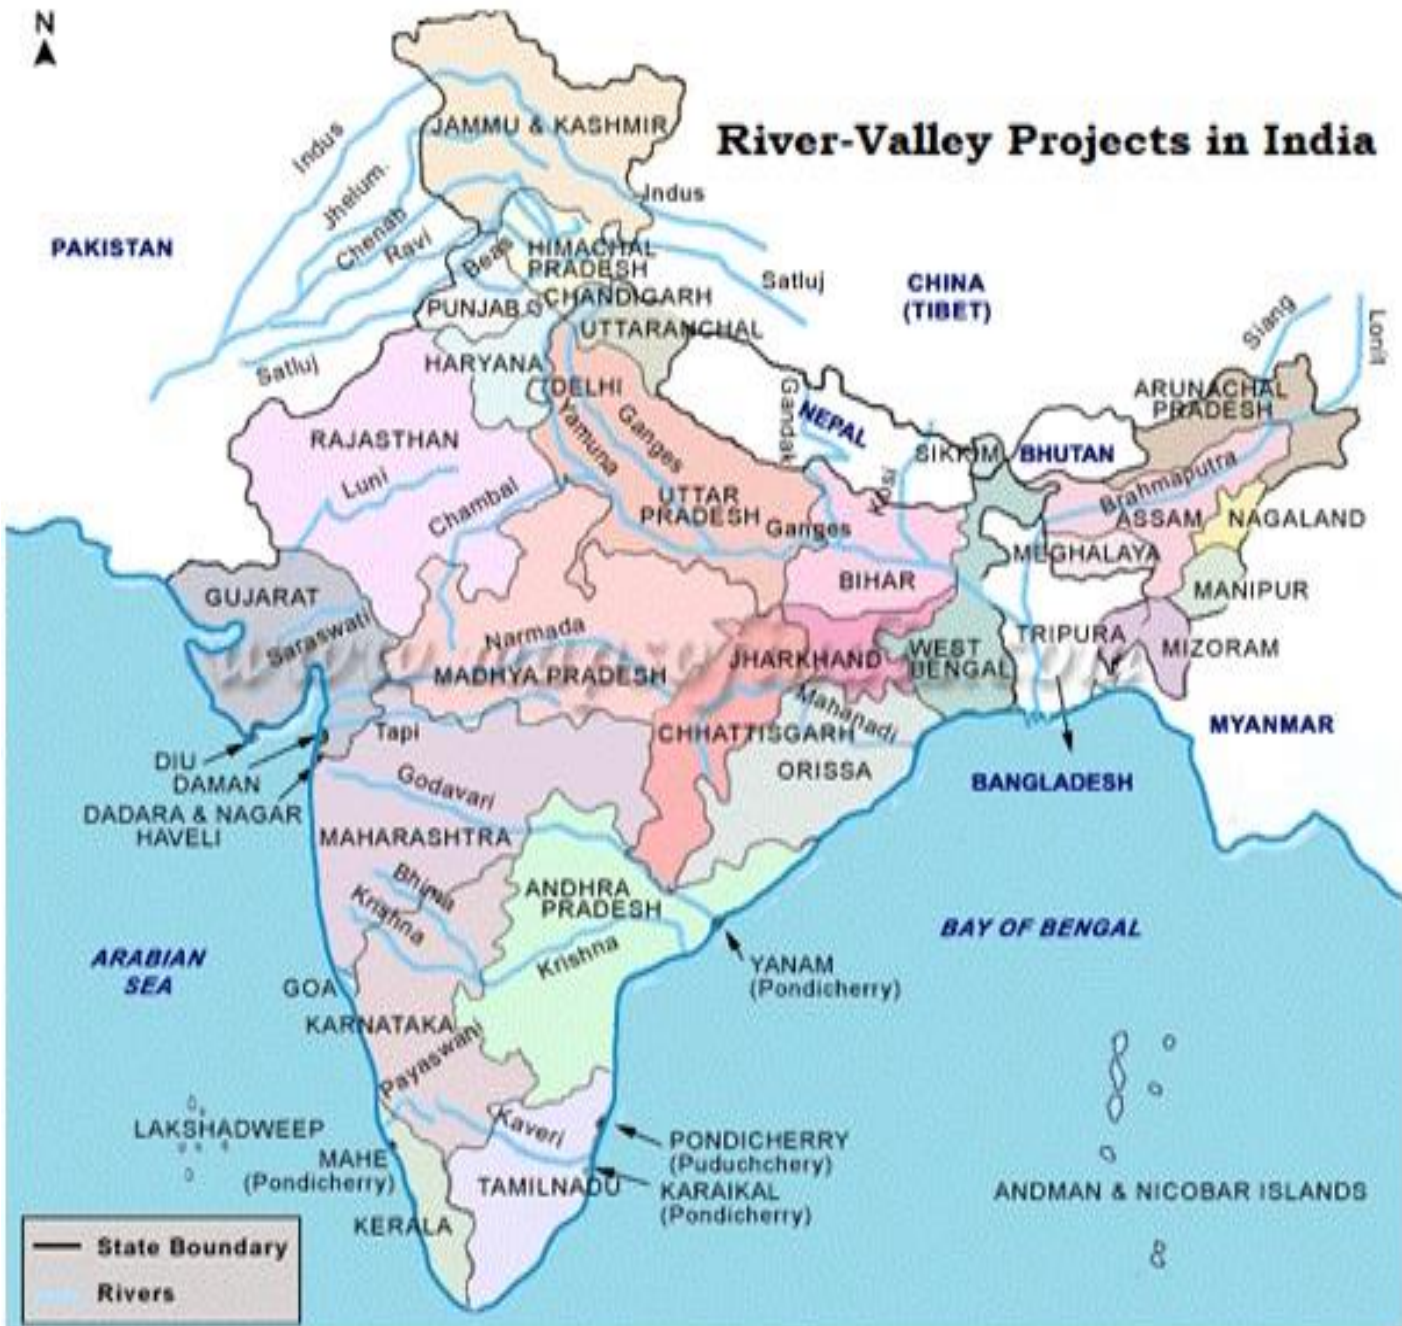 N
River-Valley Projects in India
JAMMU & KASHMIR
Indus
Jhelum.
Chenab
Ravi
Indus
PAKISTAN
Beas
HIMACHAL
PRADESH
Satluj
CHINA
(TIBET)
PUNJAB
CHANDIGARH
UTTARANCHAL
Siang
Lohil
Satluj
HARYANA
DELHI
Yamuna
Ganges
Gandak
NEPAL
ARUNACHAL
PRADESH
RAJASTHAN
SIKKIM
BHUTAN
Luni
Chambal
UTTAR
PRADESH
Ganges
Kosi
Brahmaputra
ASSAM
NAGALAND
MEGHALAYA
BIHAR
MANIPUR
GUJARAT
Saraswati
Narmada
MADHYA PRADESH
JHARKHAND
WEST
BENGAL
TRIPURA
MIZORAM
Mahanadi
CHHATTISGARH
ORISSA
MYANMAR
BANGLADESH
Tapi
DIU
DAMAN
DADARA & NAGAR
HAVELI
Godavari
MAHARASHTRA
Bhima
Krishna
ANDHRA
PRADESH
Krishna
ARABIAN
SEA
BAY OF BENGAL
YANAM
(Pondicherry)
GOA
KARNATAKA
Payaswani
Kaveri
LAKSHADWEEP
MAHE
(Pondicherry)
PONDICHERRY
(Puduchchery)
KARAIKAL
(Pondicherry)
TAMILNADU
KERALA
ANDMAN & NICOBAR ISLANDS
State Boundary
Rivers